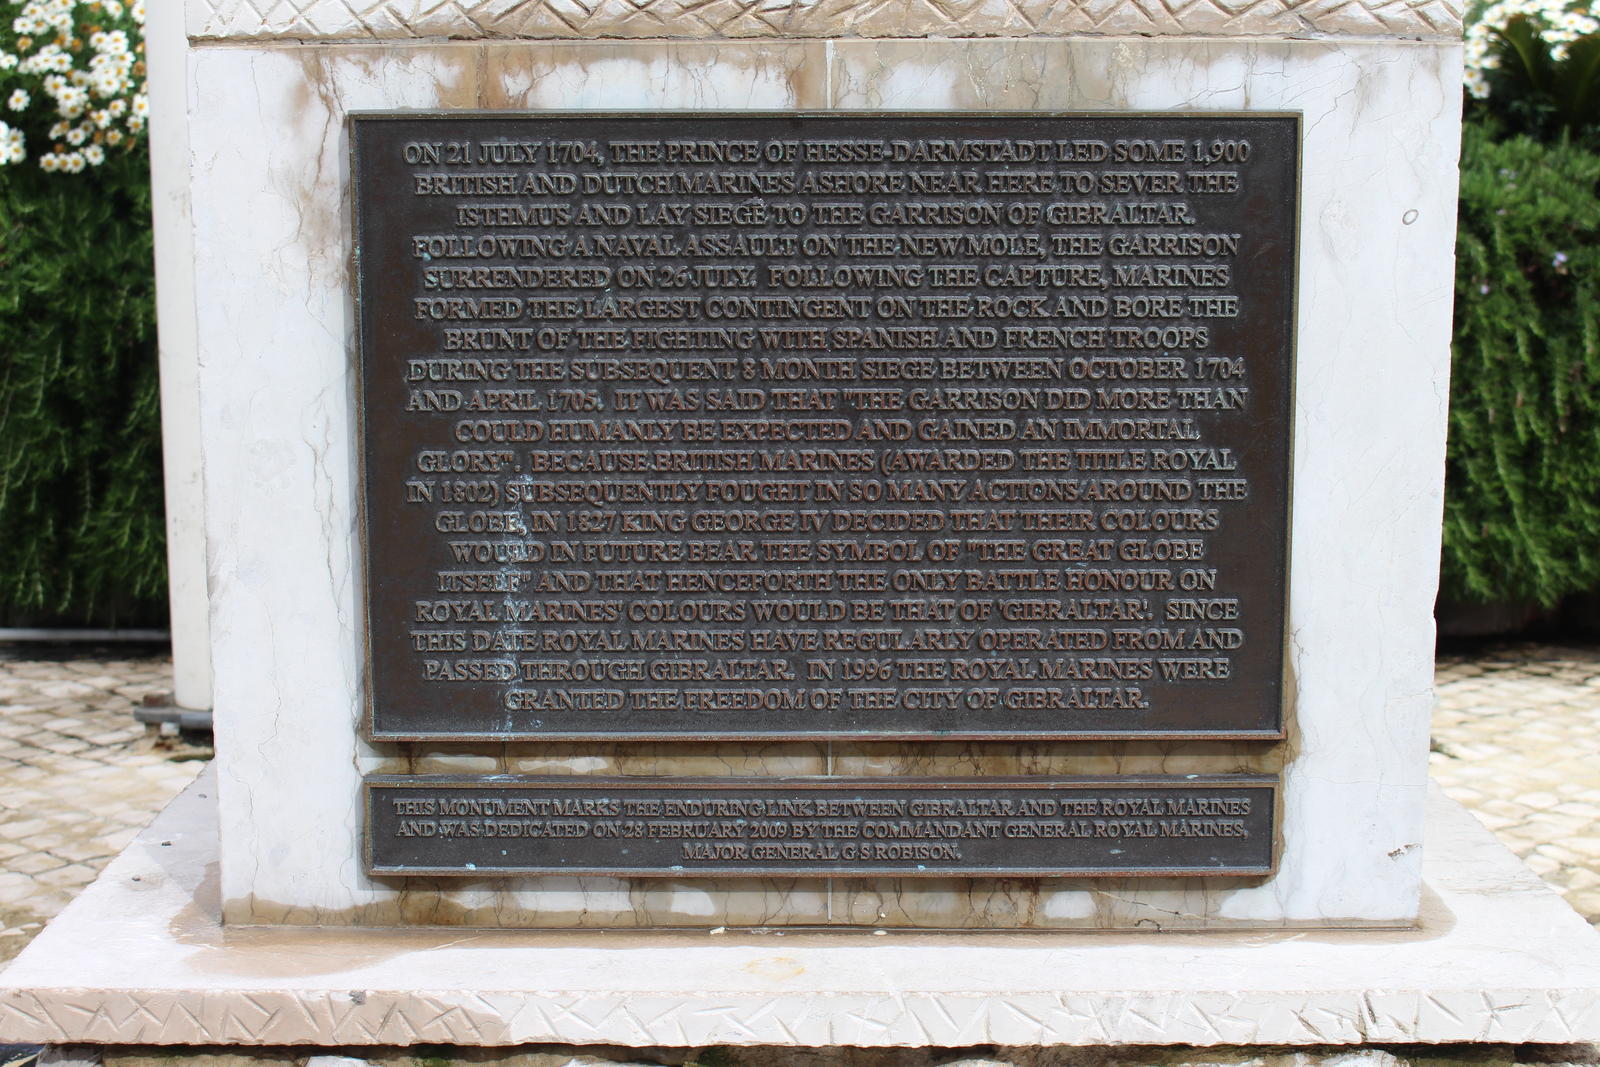 ON 21 JULY 1704, THE PRINCE OF HESSE-DARMSTADT LED SOME 1,900
BRITISH AND DUTCH MARINES ASHORE NEAR HERE TO SEVER THE
ISTHMUS AND LAY SIEGE TO THE GARRISON OF GIBRALTAR.
FOLLOWING A NAVAL ASSAULT ON THE NEW MOLE, THE GARRISON
SURRENDERED ON 26 JULY. FOLLOWING THE CAPTURE, MARINES
FORMED THE LARGEST CONTINGENT ON THE ROCK AND BORE THE
BRUNT OF THE FIGHTING WITH SPANISH AND FRENCH TROOPS
DURING THE SUBSEQUENT 8 MONTH SIEGE BETWEEN OCTOBER 1704
AND APRIL 1705. IT WAS SAID THAT "THE GARRISON DID MORE THAN
COULD HUMANLY BE EXPECTED AND GAINED AN IMMORTAL
GLORY". BECAUSE BRITISH MARINES (AWARDED THE TITLE ROYAL
IN 1802) SUBSEQUENTLY FOUGHT IN SO MANY ACTIONS AROUND THE
GLOBE, IN 1827 KING GEORGE IV DECIDED THAT THEIR COLOURS
WOULD IN FUTURE BEAR THE SYMBOL OF "THE GREAT GLOBE
ITSELF" AND THAT HENCEFORTH THE ONLY BATTLE HONOUR ON
ROYAL MARINES' COLOURS WOULD BE THAT OF 'GIBRALTAR'. SINCE
THIS DATE ROYAL MARINES HAVE REGULARLY OPERATED FROM AND
PASSED THROUGH GIBRALTAR. IN 1996 THE ROYAL MARINES WERE
GRANTED THE FREEDOM OF THE CITY OF GIBRALTAR.
THIS MONUMENT MARKS THE ENDURING LINK BETWEEN GIBRALTAR AND THE ROYAL MARINES
AND WAS DEDICATED ON 28 FEBRUARY 2009 BY THE COMMANDANT GENERAL ROYAL MARINES,
MAJOR GENERAL G S ROBISON.